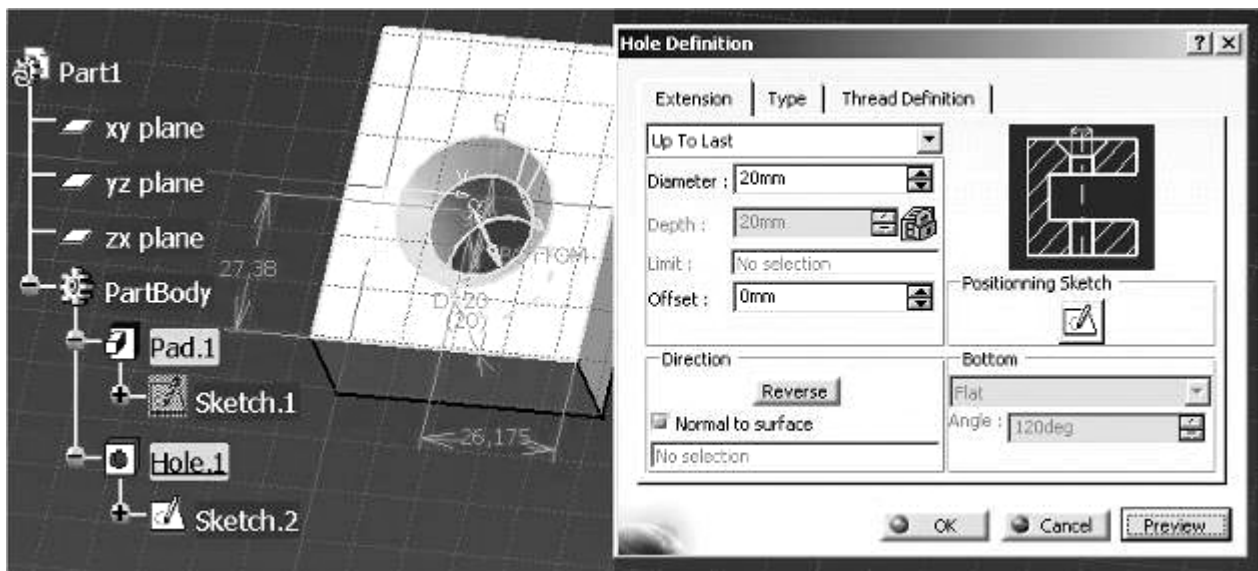 Part1
xy plane
yz plane
zx plane
PartBody
Pad.1
Sketch.1
Hole.1
Sketch.2
V
27,38
BOTTOM
D 20
(20)
26,175
Hole Definition
Extension Type Thread Definition
Up To Last
Diameter : 20mm
Depth : 20mm
Limit : No selection
Offset : 0mm
Positionning Sketch
Direction
Reverse
Normal to surface
No selection
Bottom
Flat
Angle : 120deg
OK Cancel Preview